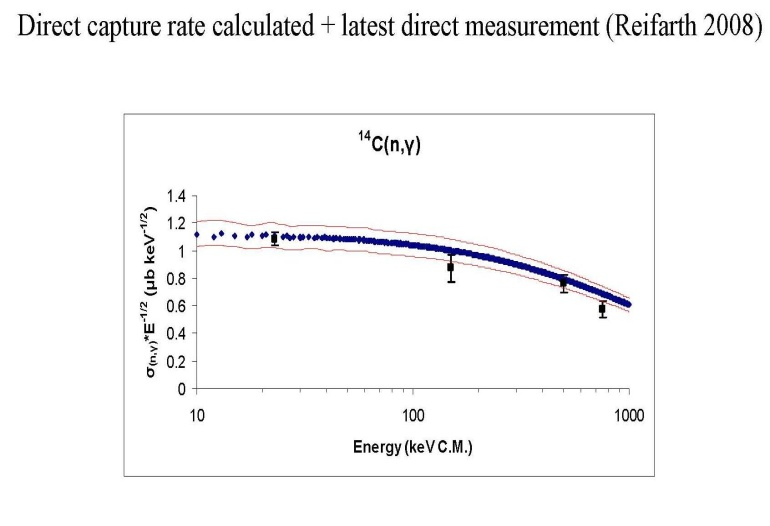 Direct capture rate calculated + latest direct measurement (Reifarth 2008)
¹⁴C(n,γ)
σ(n,γ)*E⁻¹/² (μb keV⁻¹/²)
1.4
1.2
1
0.8
0.6
0.4
0.2
0
10
100
1000
Energy (keV C.M.)